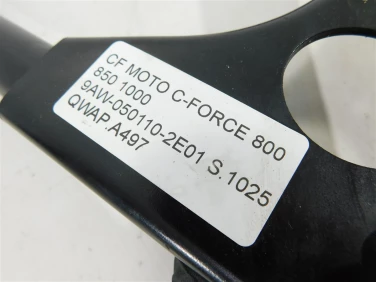 CF MOTO C-FORCE 800
850 1000
9AW-050110-2E01 S.1025
QWAP.A497